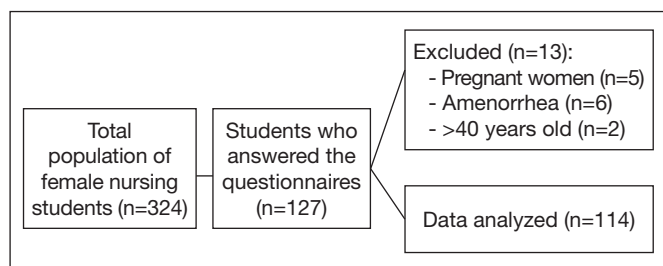 Total
population of
female nursing
students (n=324)
Students who
answered the
questionnaires
(n=127)
Excluded (n=13):
- Pregnant women (n=5)
- Amenorrhea (n=6)
- >40 years old (n=2)
Data analyzed (n=114)